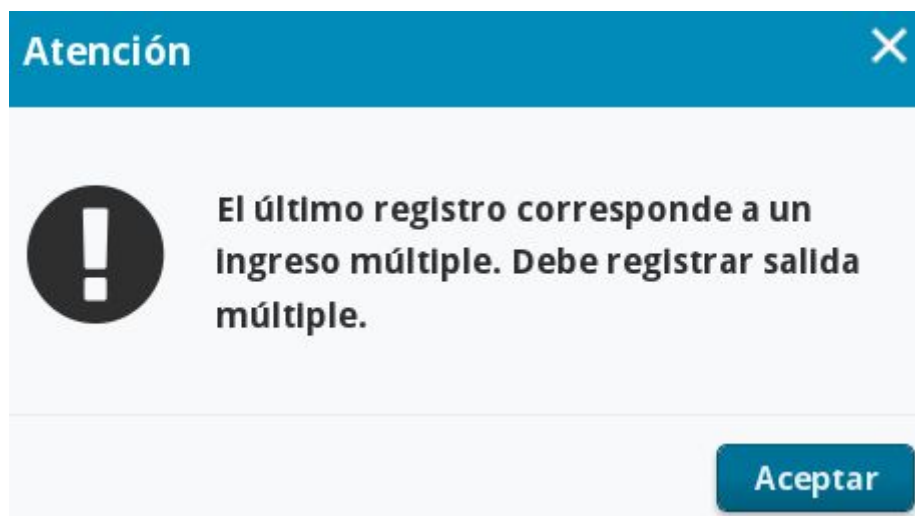 Atención
El último registro corresponde a un
ingreso múltiple. Debe registrar salida
múltiple.
Aceptar